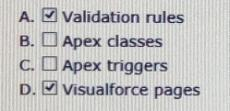 A. ☑ Validation rules
B. ☐ Apex classes
C. ☐ Apex triggers
D. ☑ Visualforce pages